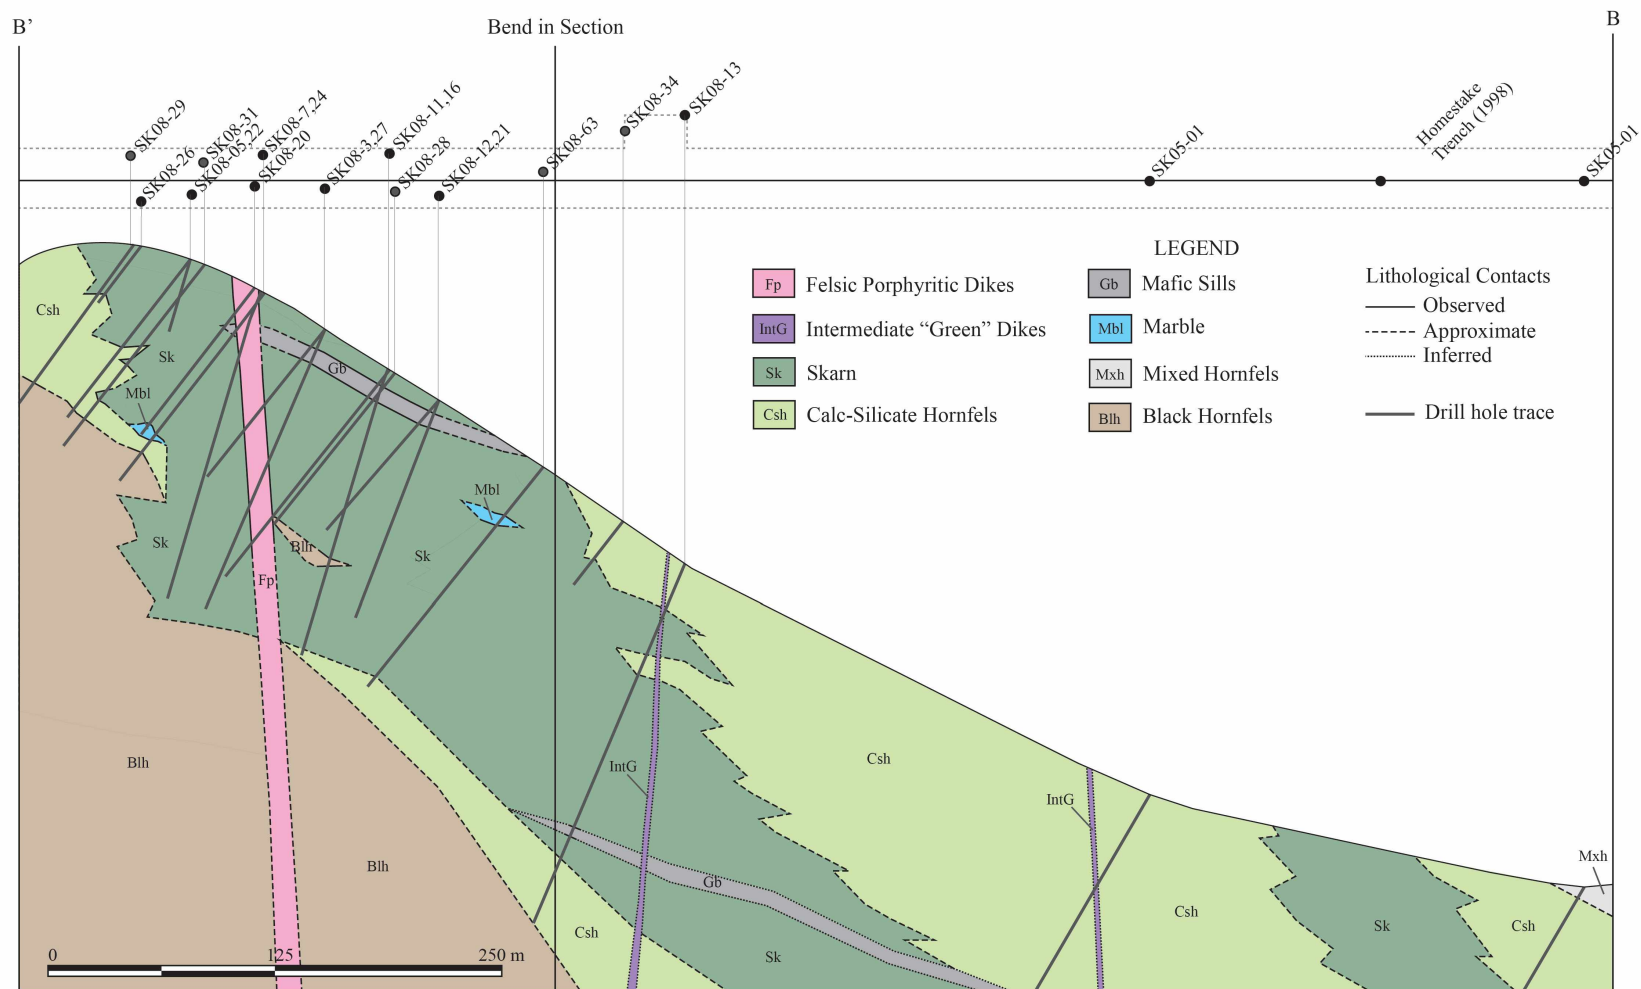 B’
Bend in Section
B
SK08-29
SK08-26
SK08-31
SK08-05,22
SK08-7,24
SK08-20
SK08-3,27
SK08-11,16
SK08-28
SK08-12,21
SK08-63
SK08-34
SK08-13
SK05-01
Homestake
Trench (1998)
SK05-01
LEGEND
Fp Felsic Porphyritic Dikes
IntG Intermediate “Green” Dikes
Sk Skarn
Csh Calc-Silicate Hornfels
Gb Mafic Sills
Mbl Marble
Mxh Mixed Hornfels
Blh Black Hornfels
Lithological Contacts
Observed
Approximate
Inferred
Drill hole trace
Csh
Sk
Gb
Mbl
Mbl
Sk
Blh
Sk
Fp
Blh
IntG
Csh
IntG
Mxh
Blh
Gb
Csh
Csh
Sk
Csh
Sk
0 125 250 m